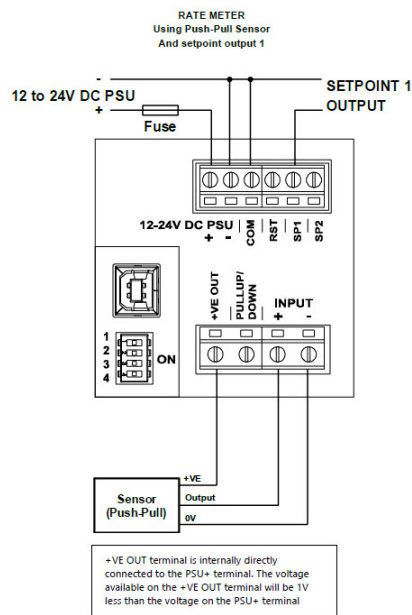 RATE METER
Using Push-Pull Sensor
And setpoint output 1
-
12 to 24V DC PSU
+
Fuse
SETPOINT 1
OUTPUT
12-24V DC PSU
+ -
COM
RST
SP1
SP2
+VE OUT
PULLUP/
DOWN
INPUT
+ -
1
2
3
4
ON
+VE
Sensor
(Push-Pull)
Output
0V
+VE OUT terminal is internally directly
connected to the PSU+ terminal. The voltage
available on the +VE OUT terminal will be 1V
less than the voltage on the PSU+ terminal